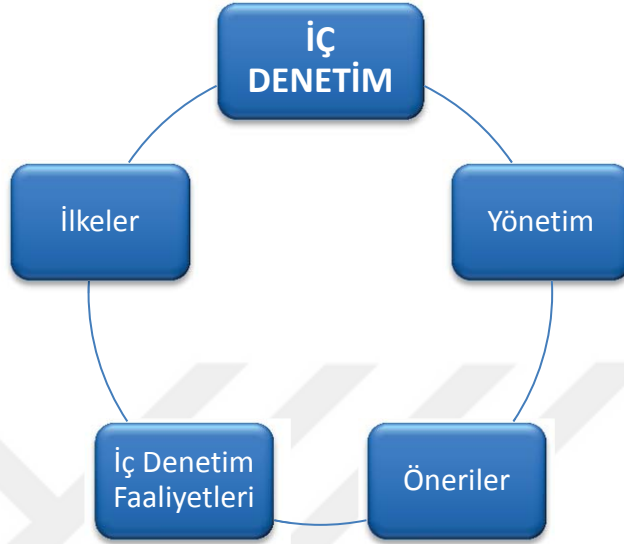 İÇ
DENETİM
İlkeler
Yönetim
İç Denetim
Faaliyetleri
Öneriler